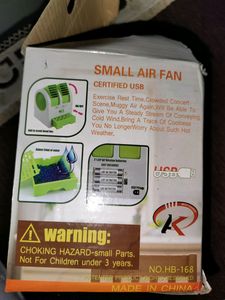 SMALL AIR FAN
CERTIFIED USB
Exercise Rest Time,Crowded Concert
Scene,Muggy Air Again,Will Be Able To
Give You A Steady Stream Of Conveying
Cold Wind,Bring A Trace Of Coolness
You No LongerWorry About Such Hot
Weather.
USB
warning:
CHOKING HAZARD-small Parts.
Not For Children under 3 years.
NO.HB-168
MADE IN CHINA